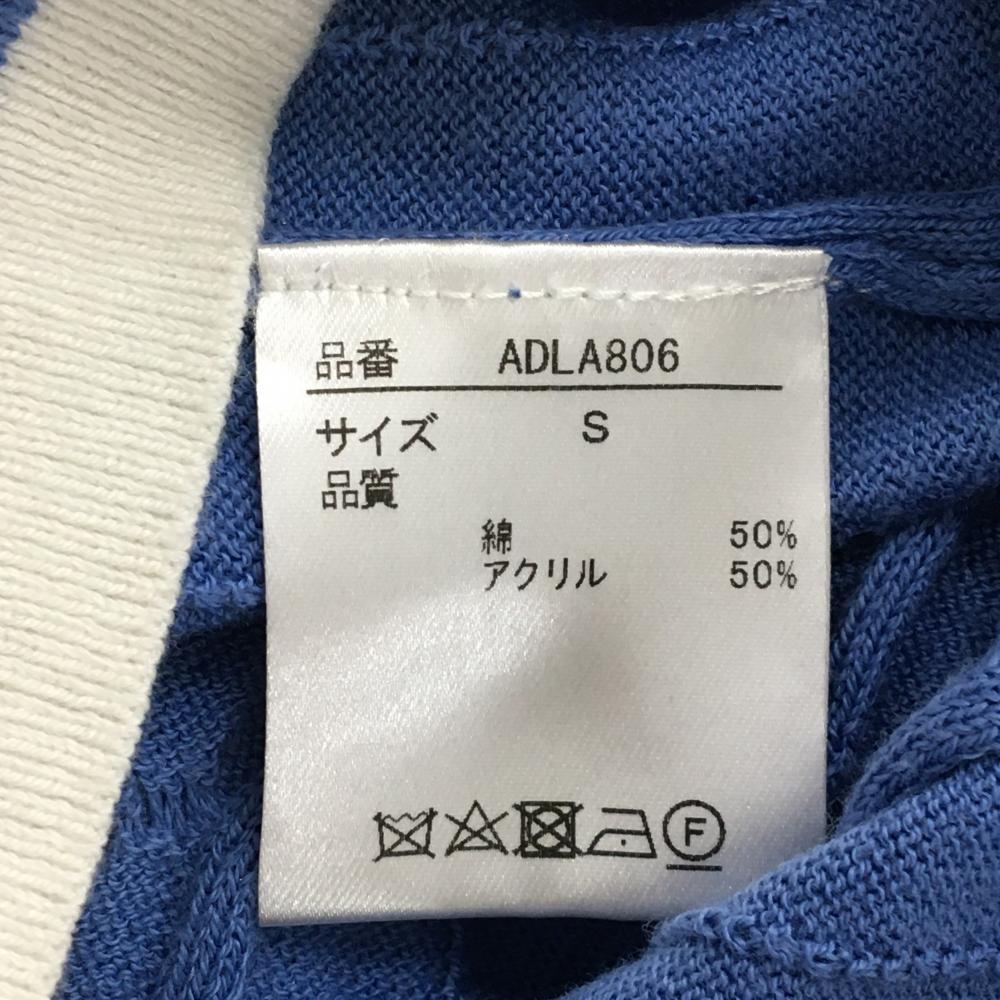 品番 ADLA806
サイズ S
品質
綿 50%
アクリル 50%
F